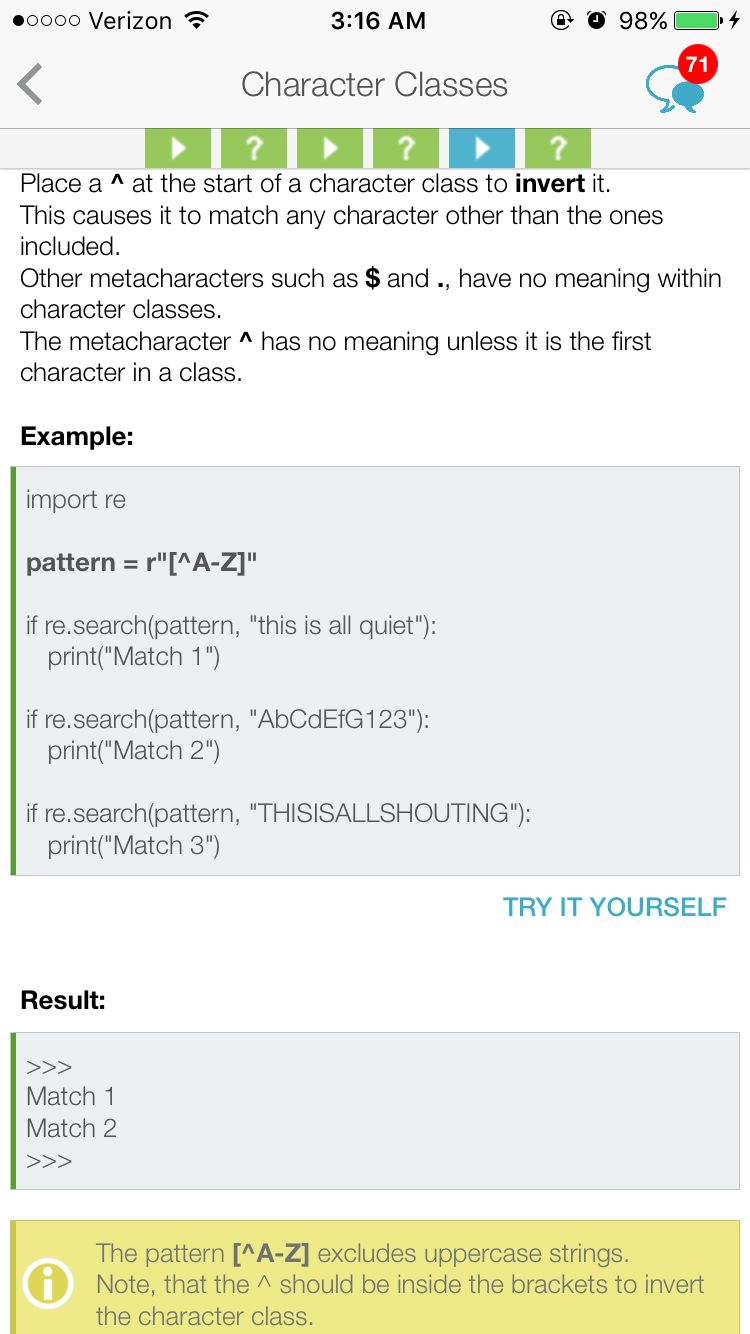 Verizon 3:16 AM 98%
Character Classes 71
? ? ?
Place a ^ at the start of a character class to invert it.
This causes it to match any character other than the ones
included.
Other metacharacters such as $ and ., have no meaning within
character classes.
The metacharacter ^ has no meaning unless it is the first
character in a class.
Example:
import re
pattern = r"[^A-Z]"
if re.search(pattern, "this is all quiet"):
print("Match 1")
if re.search(pattern, "AbCdEfG123"):
print("Match 2")
if re.search(pattern, "THISISALLSHOUTING"):
print("Match 3")
TRY IT YOURSELF
Result:
>>>
Match 1
Match 2
>>>
The pattern [^A-Z] excludes uppercase strings.
Note, that the ^ should be inside the brackets to invert
the character class.